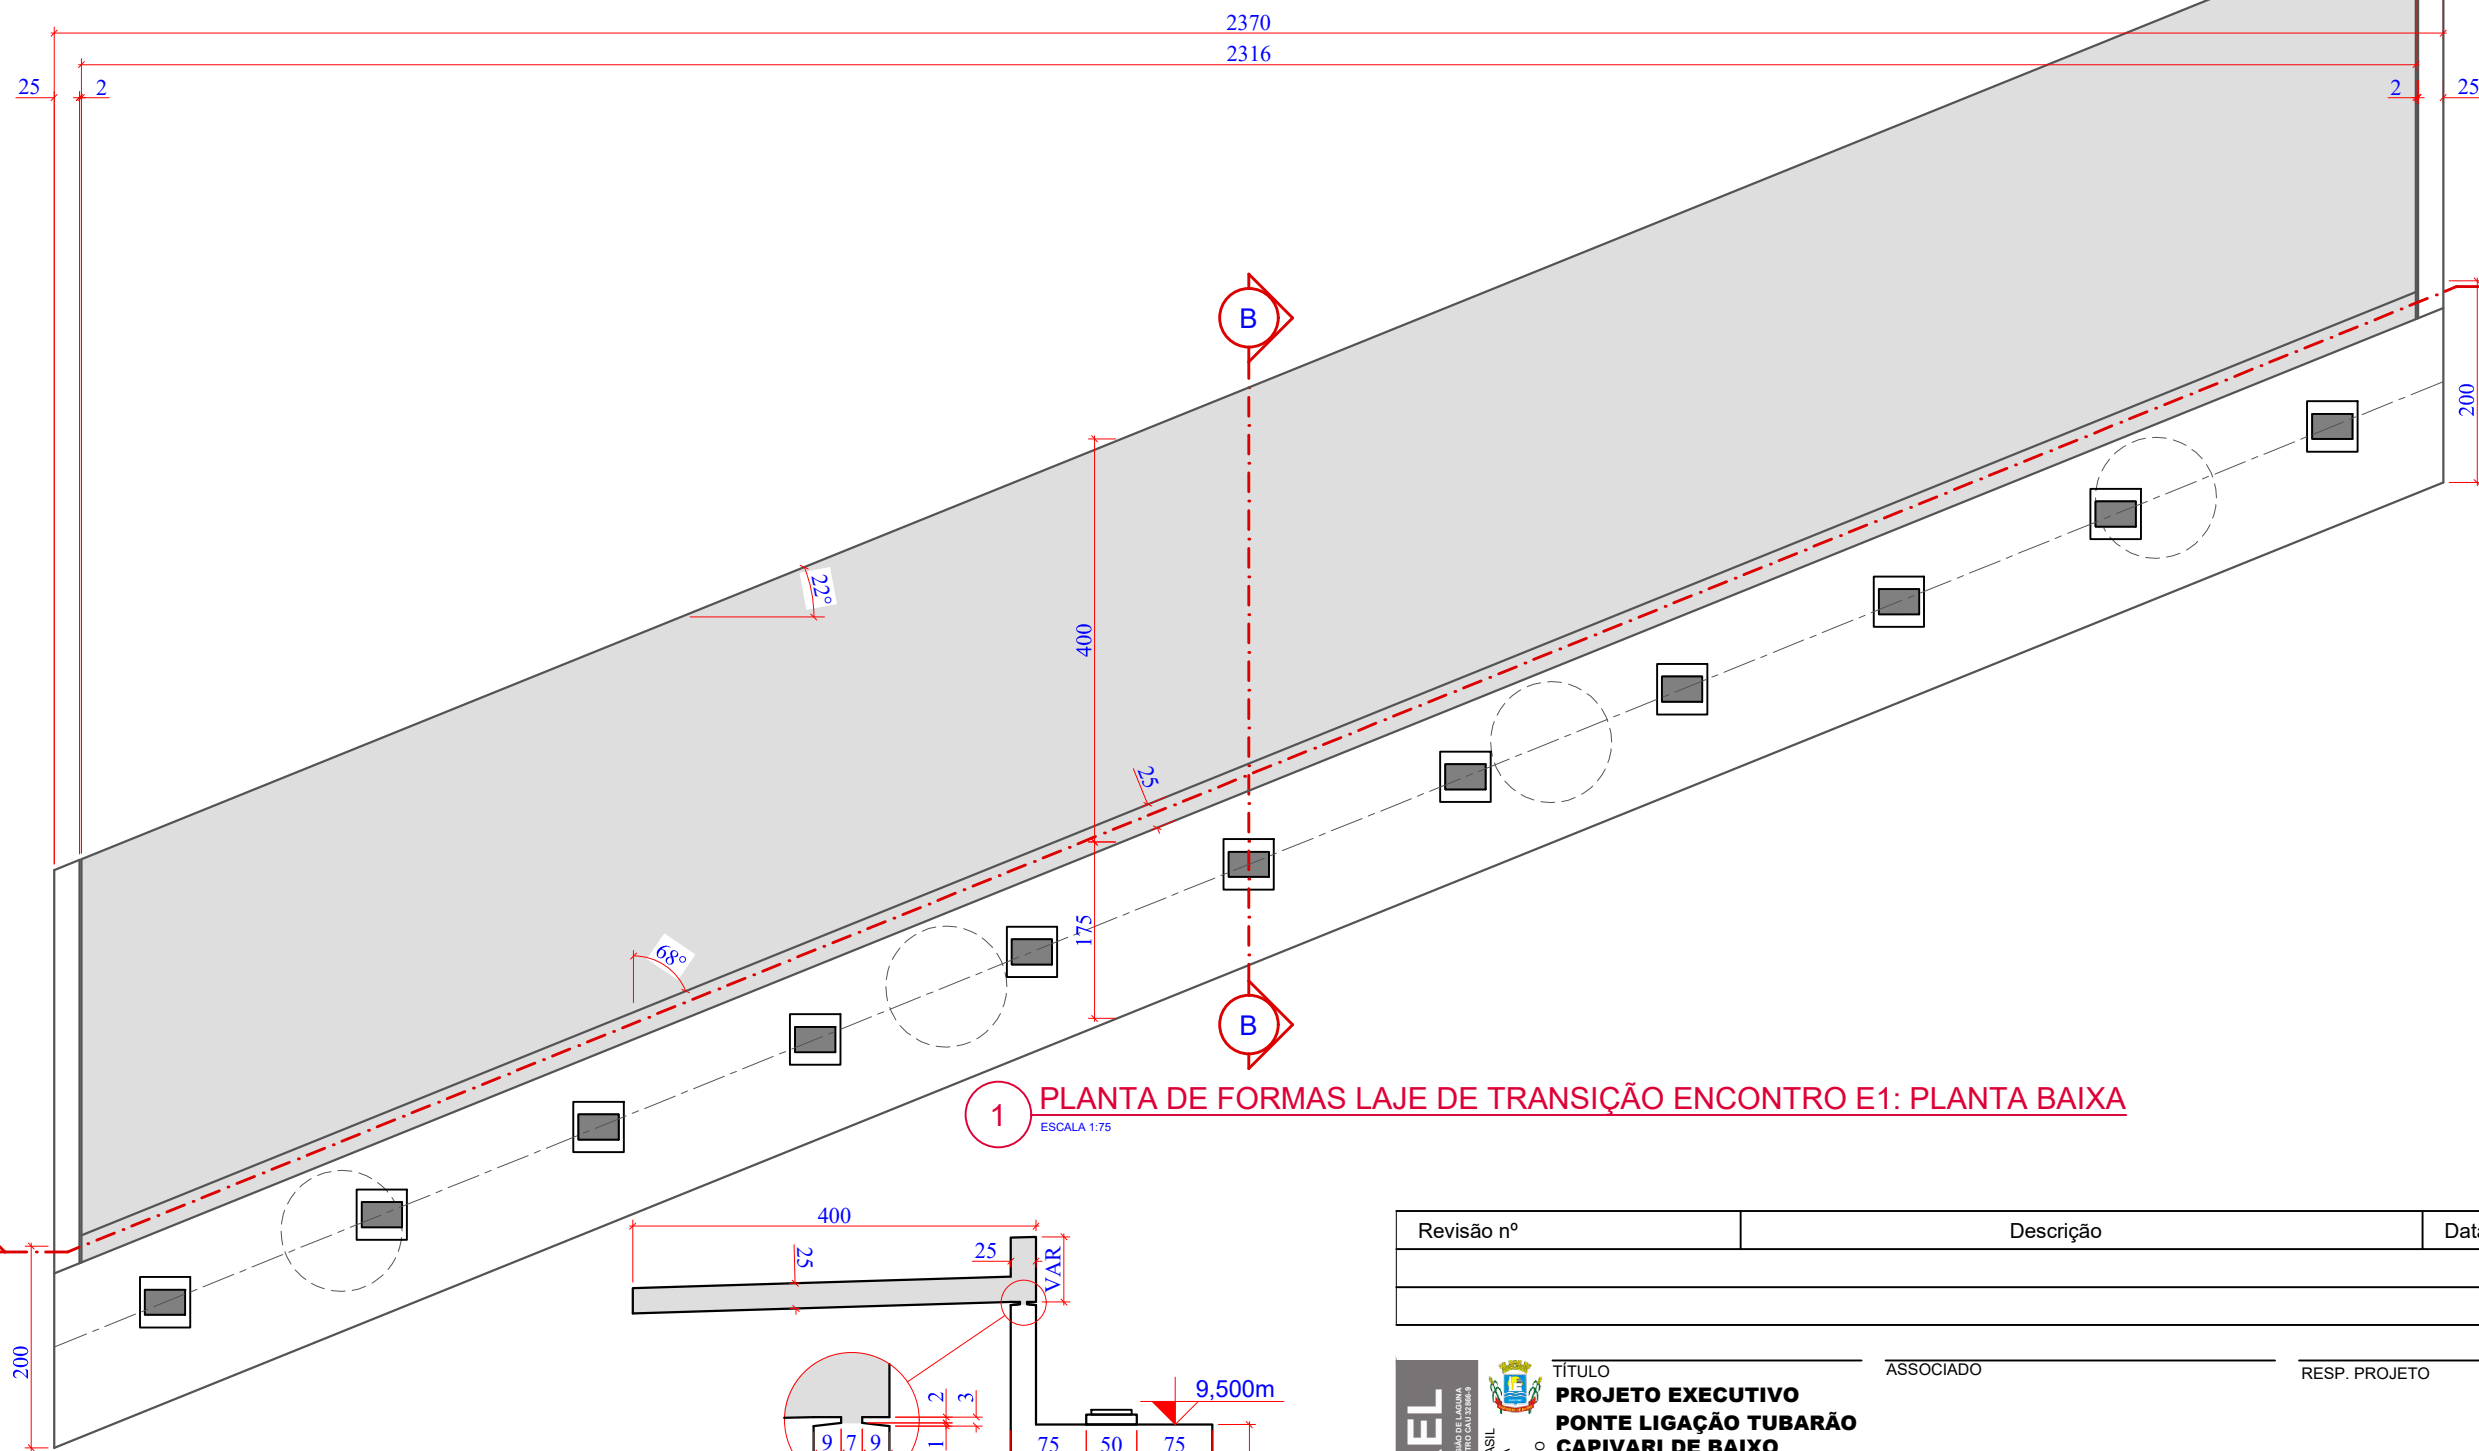 2370
2316
25
2
2
25
B
200
22°
400
25
175
68°
B
1
PLANTA DE FORMAS LAJE DE TRANSIÇÃO ENCONTRO E1: PLANTA BAIXA
ESCALA 1:75
200
400
25
25
VAR
2
3
1
9
7
9
9,500m
75
50
75
Revisão nº
Descrição
TÍTULO
PROJETO EXECUTIVO
PONTE LIGAÇÃO TUBARÃO
CAPIVARI DE BAIXO
ASSOCIADO
RESP. PROJETO